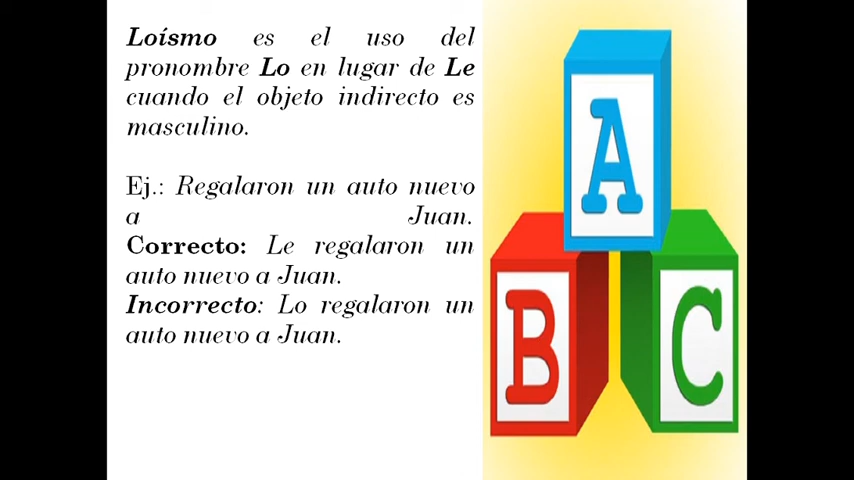 Loísmo es el uso del
pronombre Lo en lugar de Le
cuando el objeto indirecto es
masculino.
Ej.: Regalaron un auto nuevo
a Juan.
Correcto: Le regalaron un
auto nuevo a Juan.
Incorrecto: Lo regalaron un
auto nuevo a Juan.
A
B
C